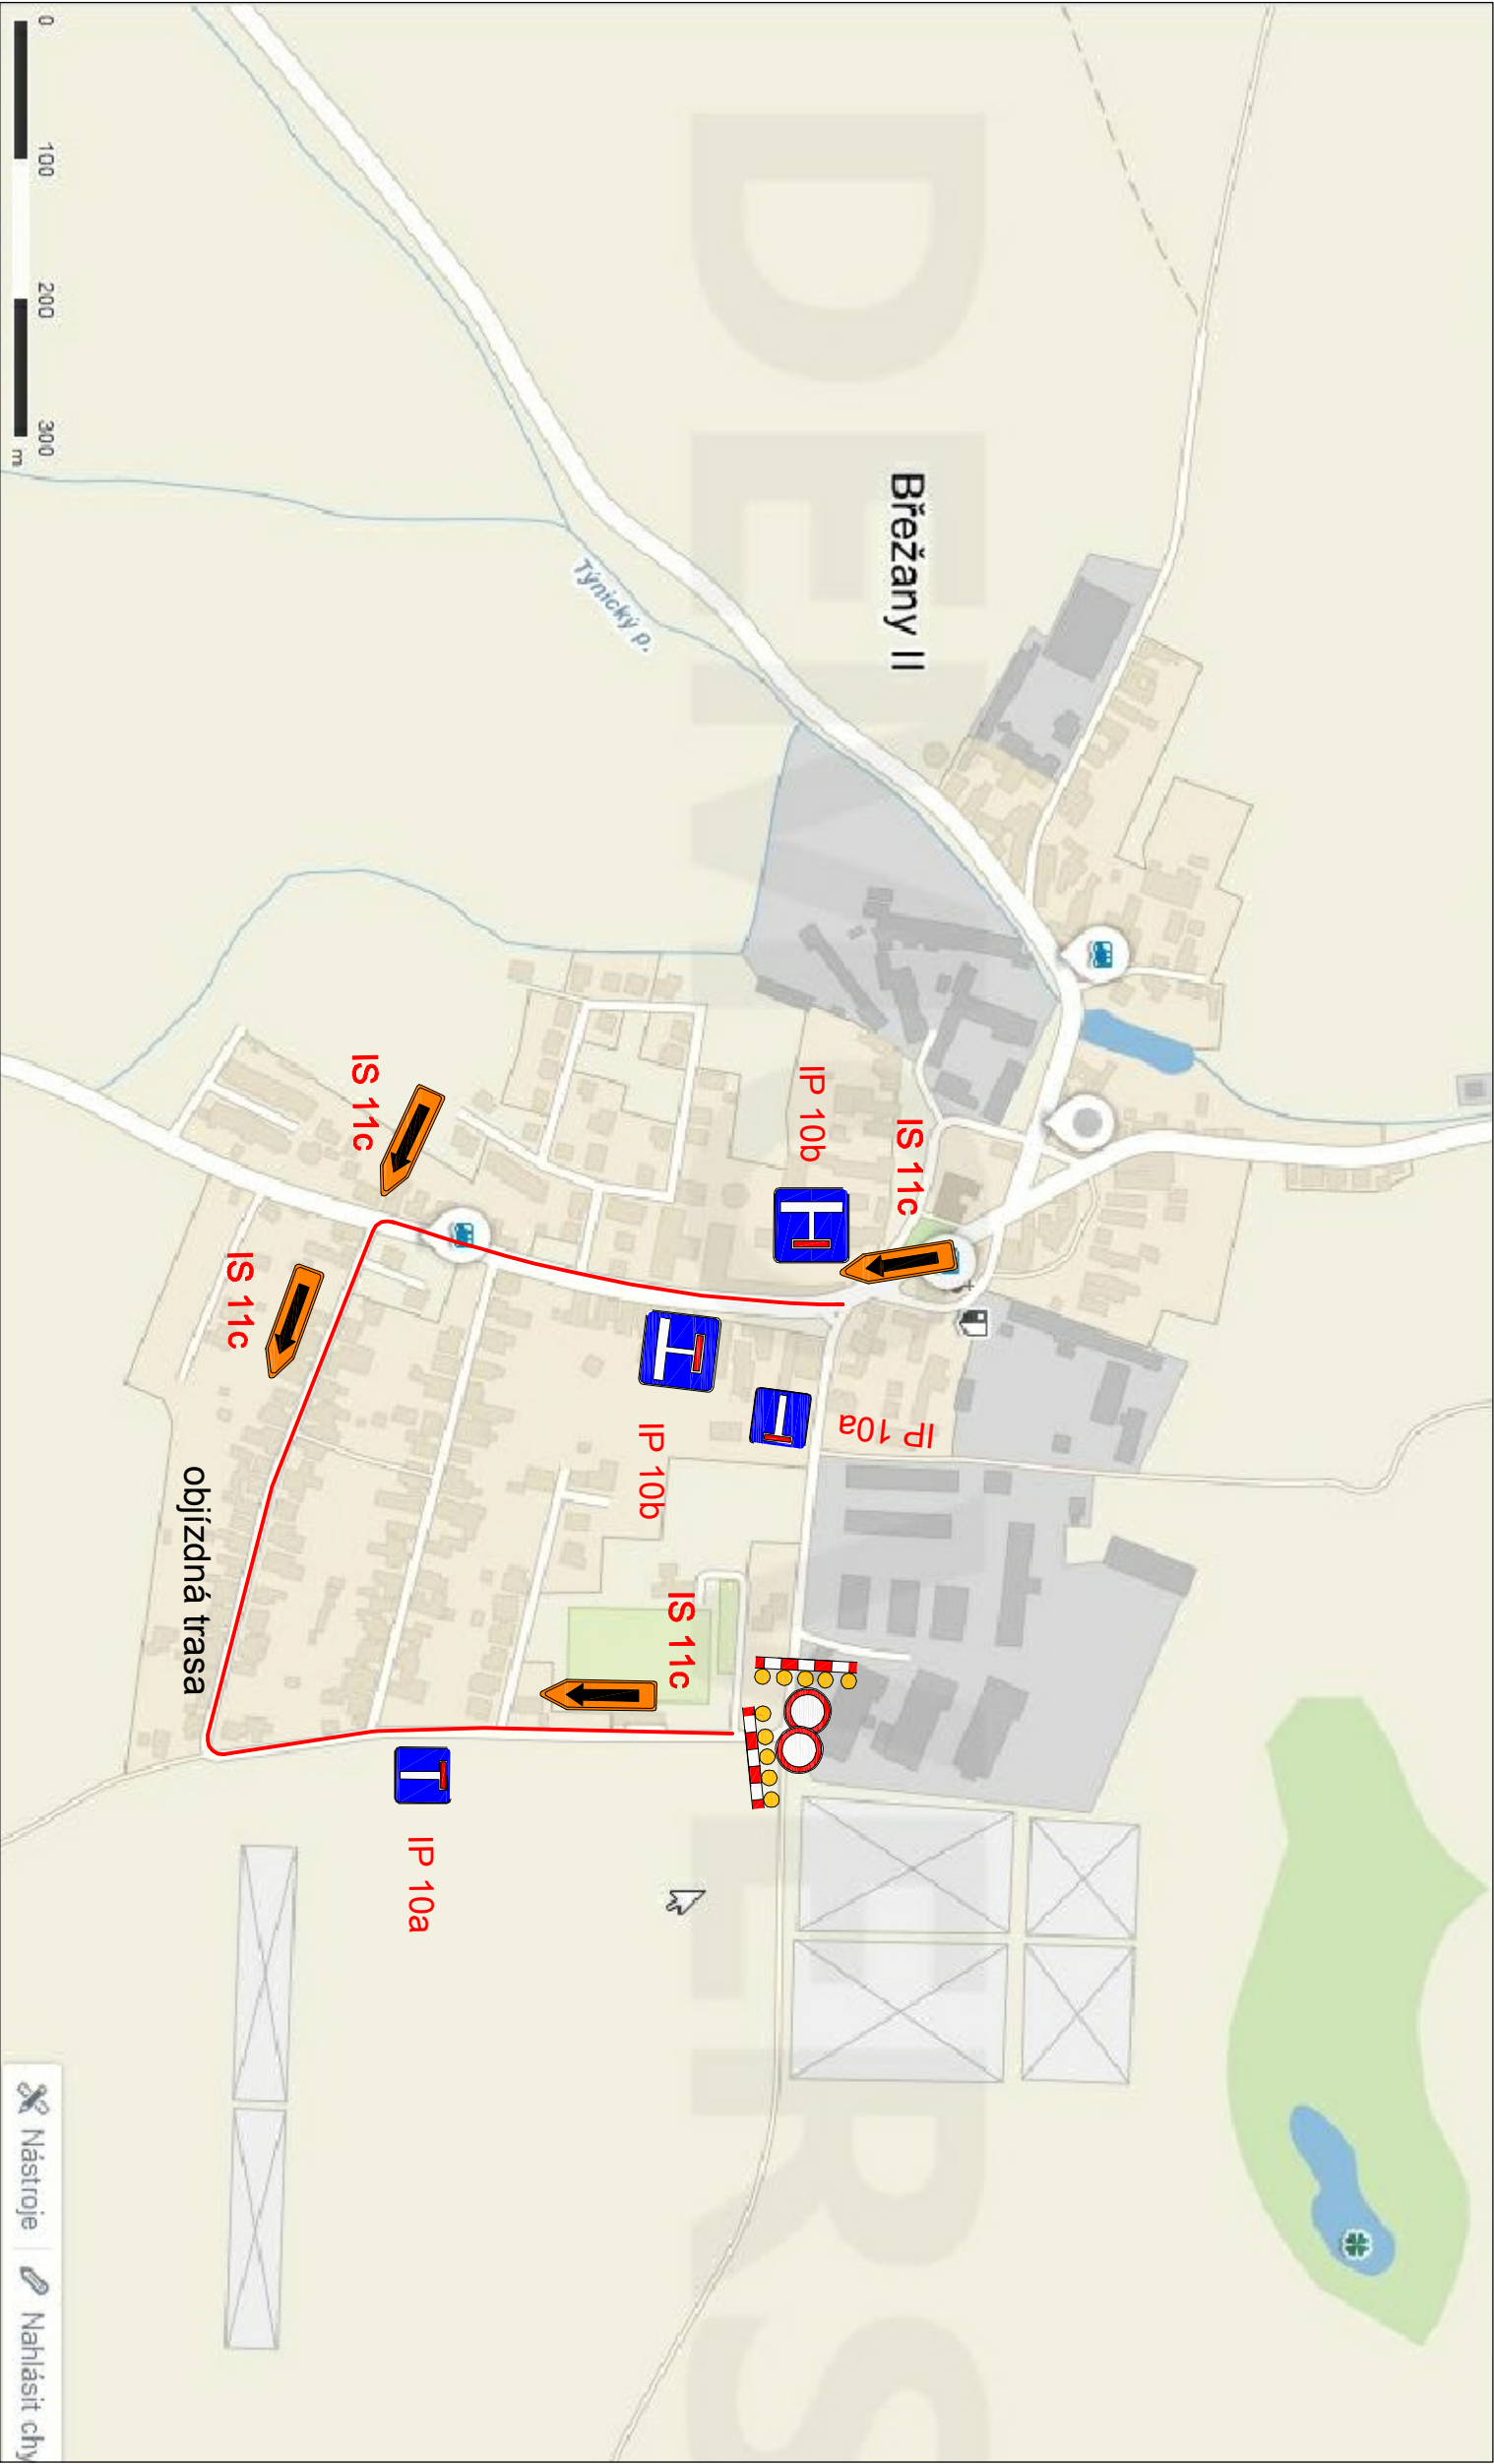 Břežany II
IS 11c
IP 10a
IP 10b
IS 11c
IP 10b
Týnický p.
IP 10a
IS 11c
IS 11c
objízdná trasa
0 100 200 300 m
Nástroje Nahlásit chy